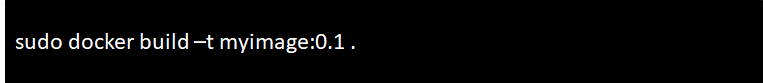 sudo docker build –t myimage:0.1 .